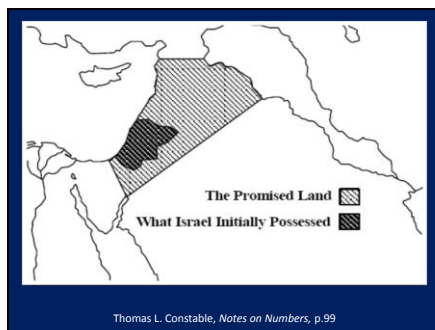 The Promised Land
What Israel Initially Possessed
Thomas L. Constable, Notes on Numbers, p.99